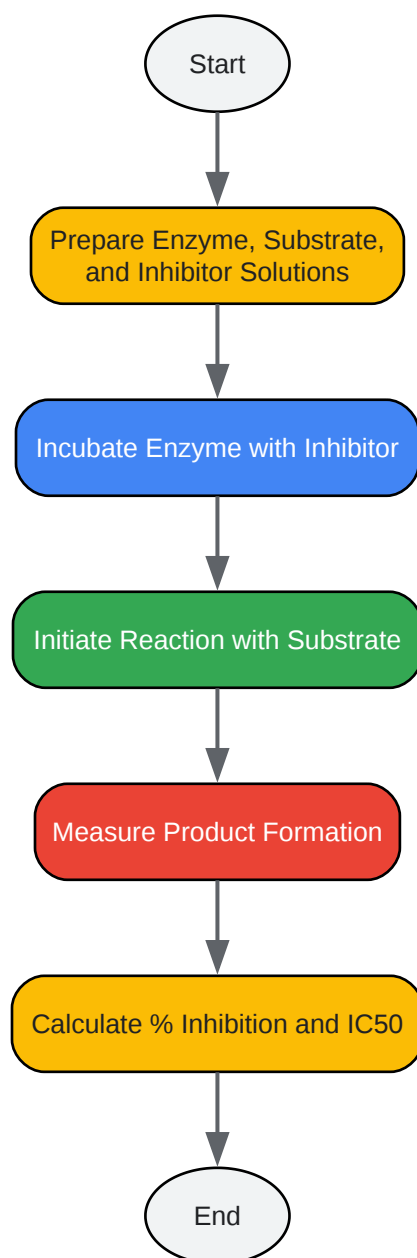 Start
Prepare Enzyme, Substrate,
and Inhibitor Solutions
Incubate Enzyme with Inhibitor
Initiate Reaction with Substrate
Measure Product Formation
Calculate % Inhibition and IC50
End